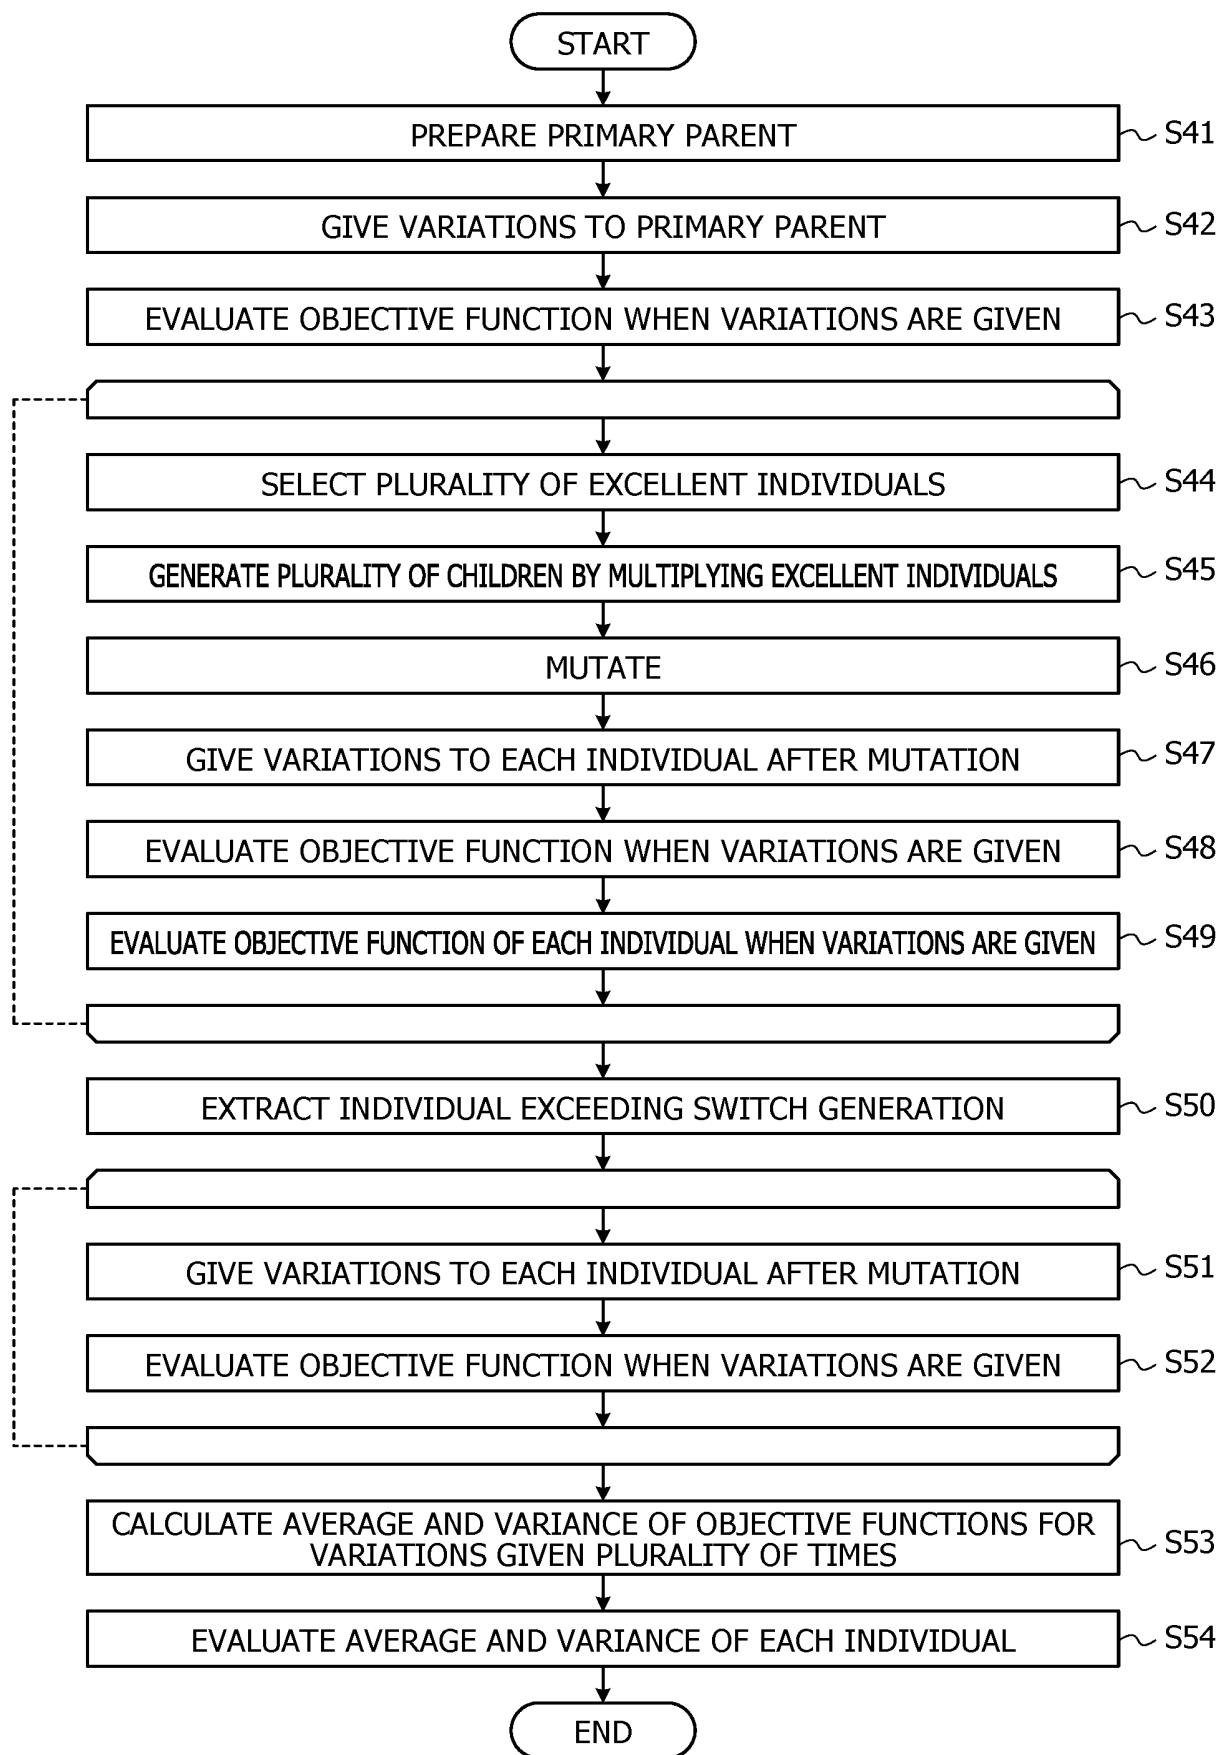 START
PREPARE PRIMARY PARENT
S41
GIVE VARIATIONS TO PRIMARY PARENT
S42
EVALUATE OBJECTIVE FUNCTION WHEN VARIATIONS ARE GIVEN
S43
SELECT PLURALITY OF EXCELLENT INDIVIDUALS
S44
GENERATE PLURALITY OF CHILDREN BY MULTIPLYING EXCELLENT INDIVIDUALS
S45
MUTATE
S46
GIVE VARIATIONS TO EACH INDIVIDUAL AFTER MUTATION
S47
EVALUATE OBJECTIVE FUNCTION WHEN VARIATIONS ARE GIVEN
S48
EVALUATE OBJECTIVE FUNCTION OF EACH INDIVIDUAL WHEN VARIATIONS ARE GIVEN
S49
EXTRACT INDIVIDUAL EXCEEDING SWITCH GENERATION
S50
GIVE VARIATIONS TO EACH INDIVIDUAL AFTER MUTATION
S51
EVALUATE OBJECTIVE FUNCTION WHEN VARIATIONS ARE GIVEN
S52
CALCULATE AVERAGE AND VARIANCE OF OBJECTIVE FUNCTIONS FOR
VARIATIONS GIVEN PLURALITY OF TIMES
S53
EVALUATE AVERAGE AND VARIANCE OF EACH INDIVIDUAL
S54
END